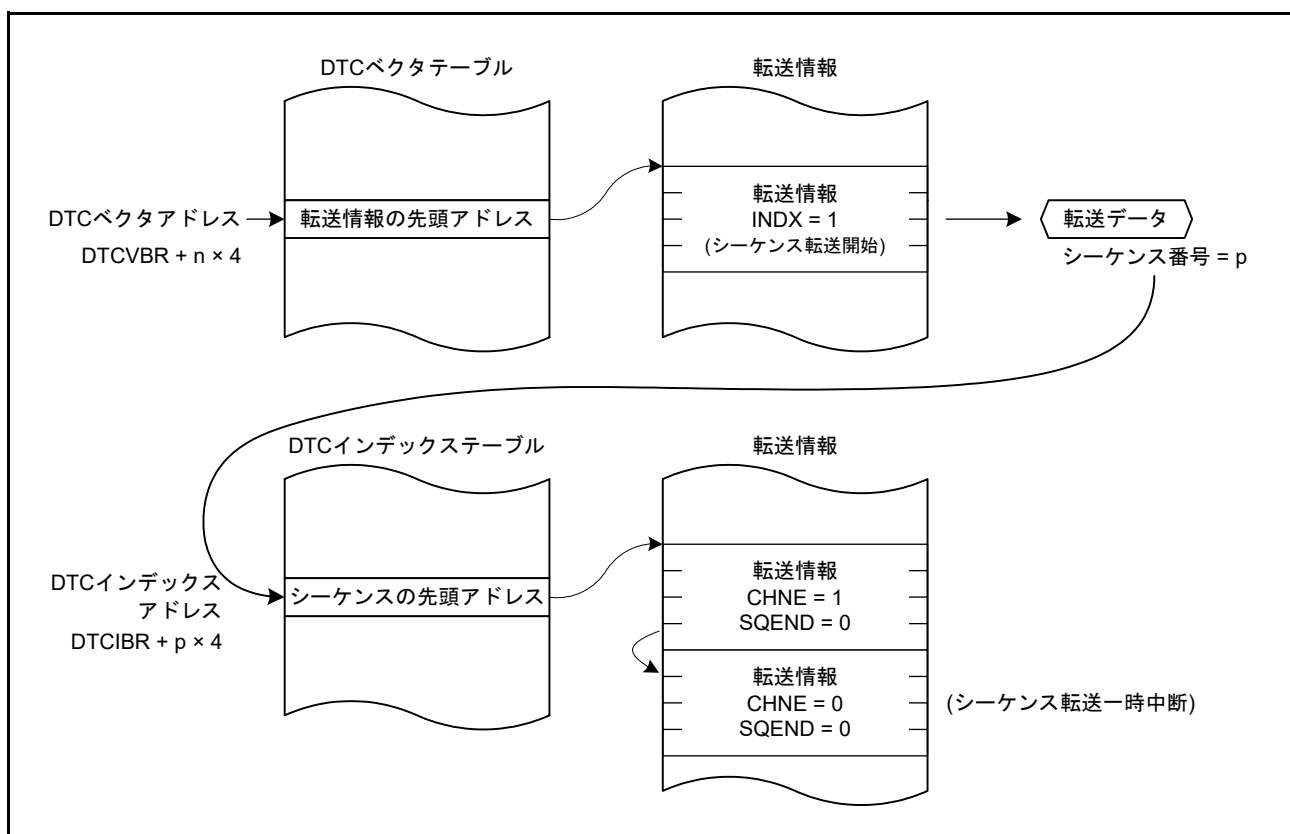 DTCベクタテーブル
転送情報
DTCベクタアドレス
DTCVBR + n × 4
転送情報の先頭アドレス
転送情報
INDX = 1
(シーケンス転送開始)
転送データ
シーケンス番号 = p
DTCインデックステーブル
転送情報
DTCインデックス
アドレス
DTCIBR + p × 4
シーケンスの先頭アドレス
転送情報
CHNE = 1
SQEND = 0
転送情報
CHNE = 0
SQEND = 0
(シーケンス転送一時中断)